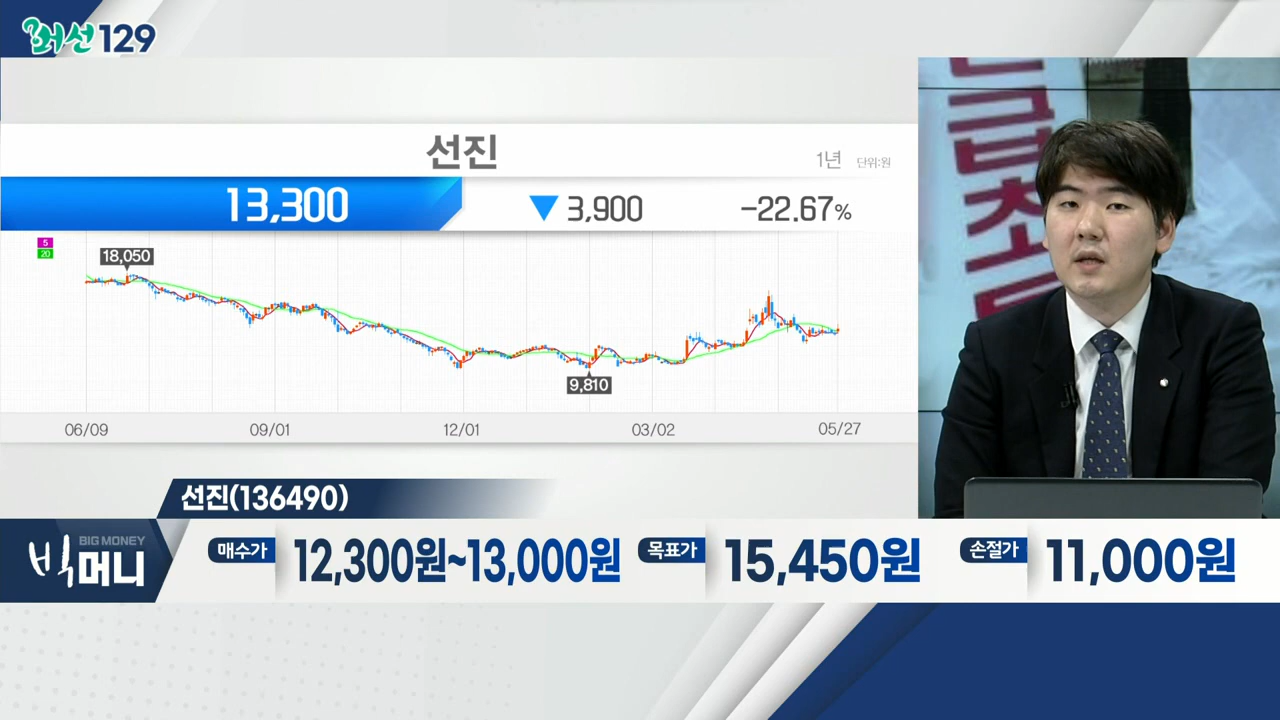 머선129
선진
1년 단위:원
13,300 ▼ 3,900 -22.67%
5
20
18,050
9,810
06/09 09/01 12/01 03/02 05/27
급
선진(136490)
BIG MONEY
빅머니
매수가 12,300원~13,000원 목표가 15,450원 손절가 11,000원